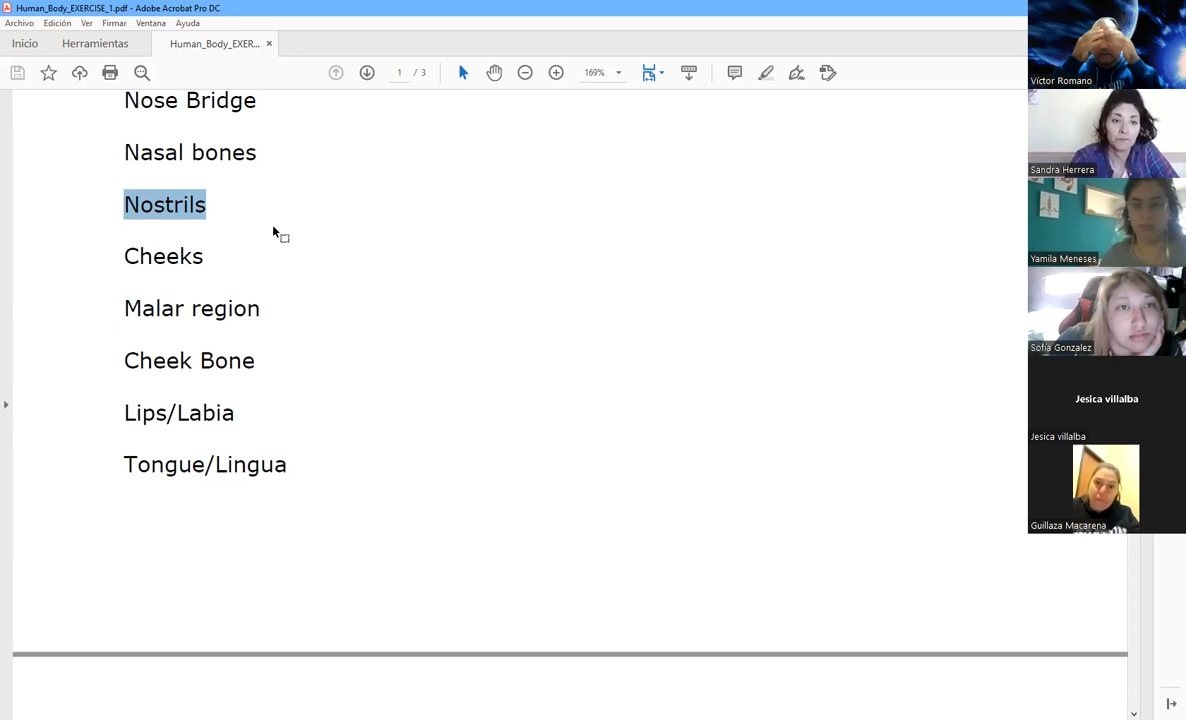 Human_Body_EXERCISE_1.pdf - Adobe Acrobat Pro DC
Archivo Edición Ver Firmar Ventana Ayuda
Inicio Herramientas Human_Body_EXER... ×
1 / 3 169%
Nose Bridge
Nasal bones
Nostrils
Cheeks
Malar region
Cheek Bone
Lips/Labia
Tongue/Lingua
Víctor Romano
Sandra Herrera
Yamila Meneses
Sofia Gonzalez
Jesica villalba
Jesica villalba
Guillaza Macarena